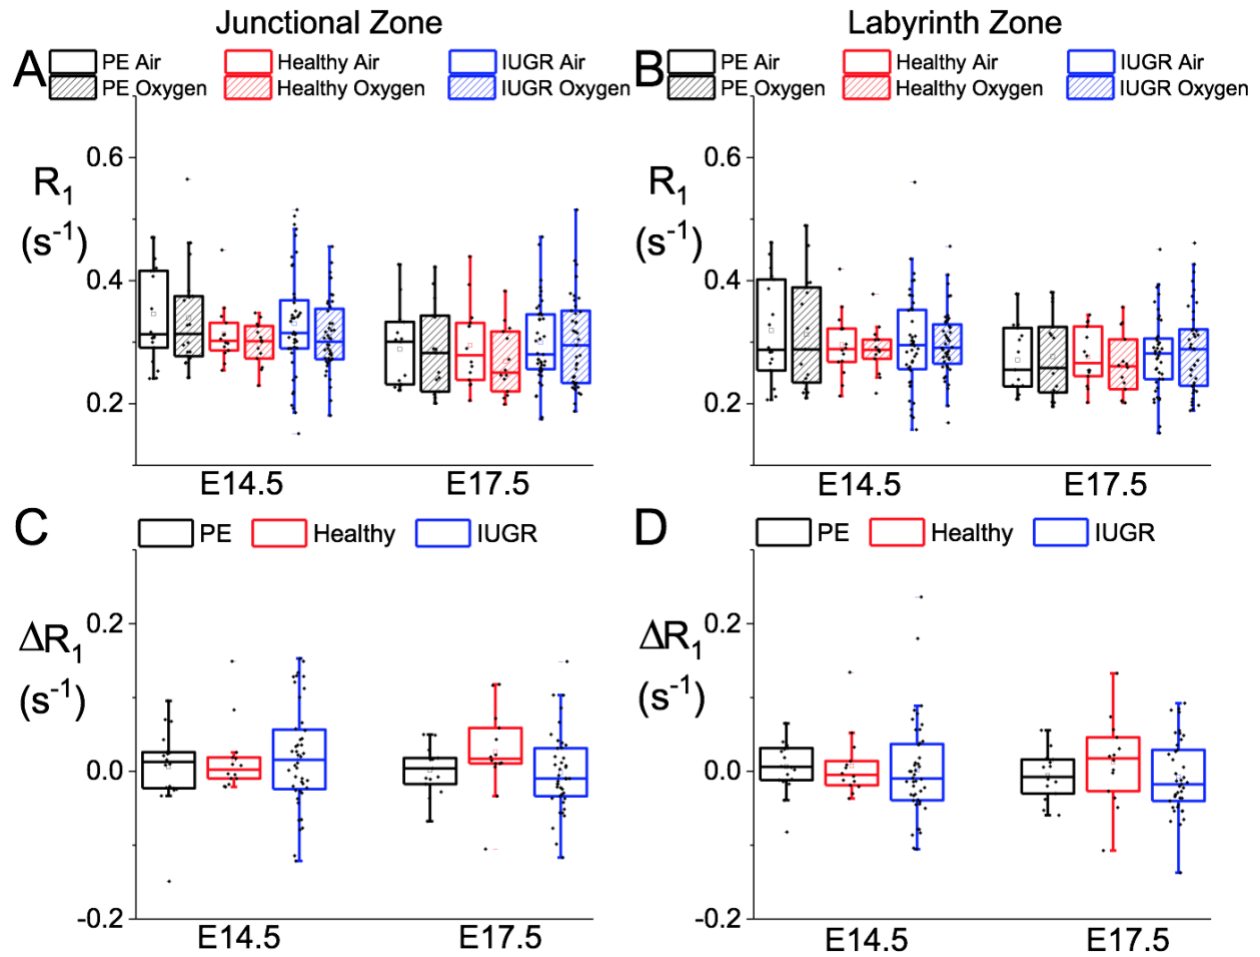 Junctional Zone
Labyrinth Zone
A
PE Air
Healthy Air
IUGR Air
PE Oxygen
Healthy Oxygen
IUGR Oxygen
B
PE Air
Healthy Air
IUGR Air
PE Oxygen
Healthy Oxygen
IUGR Oxygen
R₁
(s⁻¹)
0.6
0.4
0.2
E14.5
E17.5
R₁
(s⁻¹)
0.6
0.4
0.2
E14.5
E17.5
C
PE
Healthy
IUGR
ΔR₁
(s⁻¹)
0.2
0.0
-0.2
E14.5
E17.5
D
PE
Healthy
IUGR
ΔR₁
(s⁻¹)
0.2
0.0
-0.2
E14.5
E17.5